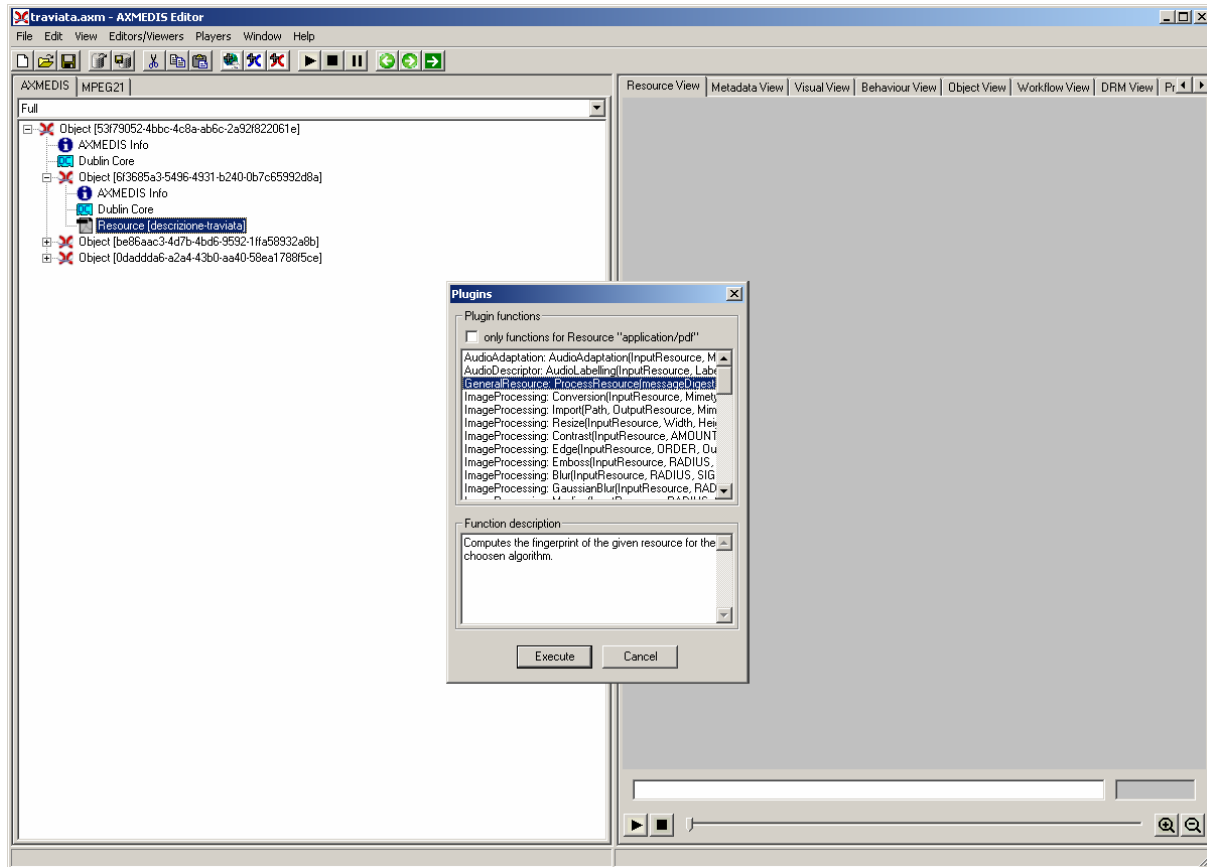 traviata.axm - AXMEDIS Editor
File Edit View Editors/Viewers Players Window Help
AXMEDIS MPEG21
Full
Object [53f79052-4bbc-4c8a-ab6c-2a92f822061e]
AXMEDIS Info
Dublin Core
Object [6f3685a3-5496-4931-b240-0b7c65992d8a]
AXMEDIS Info
Dublin Core
Resource [descrizione-traviata]
Object [be86aac3-4d7b-4bd6-9592-1ffa58932a8b]
Object [0daddda6-a2a4-43b0-aa40-58ea1788f5ce]
Resource View Metadata View Visual View Behaviour View Object View Workflow View DRM View Pr
Plugins
Plugin functions
only functions for Resource "application/pdf"
AudioAdaptation: AudioAdaptation(InputResource, M
AudioDescriptor: AudioLabelling(InputResource, Labe
GeneralResource: ProcessResource(messageDigest
ImageProcessing: Conversion(InputResource, Mimety
ImageProcessing: Import(Path, OutputResource, Mim
ImageProcessing: Resize(InputResource, Width, Hei
ImageProcessing: Contrast(InputResource, AMOUNT
ImageProcessing: Edge(InputResource, ORDER, Ou
ImageProcessing: Emboss(InputResource, RADIUS,
ImageProcessing: Blur(InputResource, RADIUS, SIG
ImageProcessing: GaussianBlur(InputResource, RAD
Function description
Computes the fingerprint of the given resource for the
choosen algorithm.
Execute Cancel